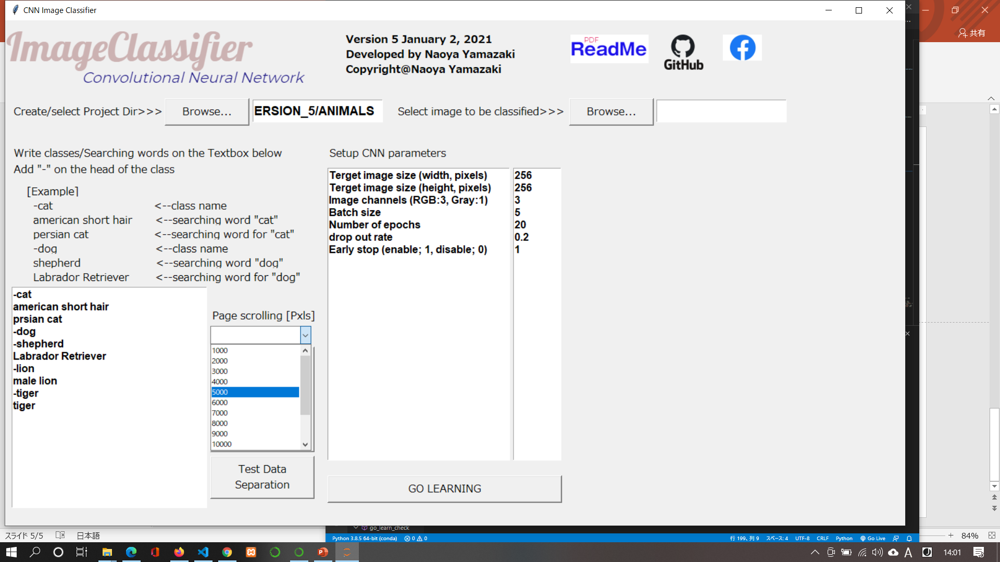 CNN Image Classifier
ImageClassifier
Convolutional Neural Network
Version 5 January 2, 2021
Developed by Naoya Yamazaki
Copyright@Naoya Yamazaki
PDF
ReadMe
GitHub
共有
Create/select Project Dir>>>
Browse...
ERSION_5/ANIMALS
Select image to be classified>>>
Browse...
Write classes/Searching words on the Textbox below
Add "-" on the head of the class
[Example]
-cat <--class name
american short hair <--searching word "cat"
persian cat <--searching word for "cat"
-dog <--class name
shepherd <--searching word "dog"
Labrador Retriever <--searching word for "dog"
-cat
american short hair
prsian cat
-dog
-shepherd
Labrador Retriever
-lion
male lion
-tiger
tiger
Page scrolling [Pxls]
1000
2000
3000
4000
5000
6000
7000
8000
9000
10000
Test Data
Separation
Setup CNN parameters
Terget image size (width, pixels) 256
Terget image size (height, pixels) 256
Image channels (RGB:3, Gray:1) 3
Batch size 5
Number of epochs 20
drop out rate 0.2
Early stop (enable; 1, disable; 0) 1
GO LEARNING
go_learn_check
スライド 5/5
日本語
Python 3.8.5 64-bit (conda)
0 0
行 199、列 9
スペース: 4
UTF-8
CRLF
Python
Go Live
84%
A
14:01